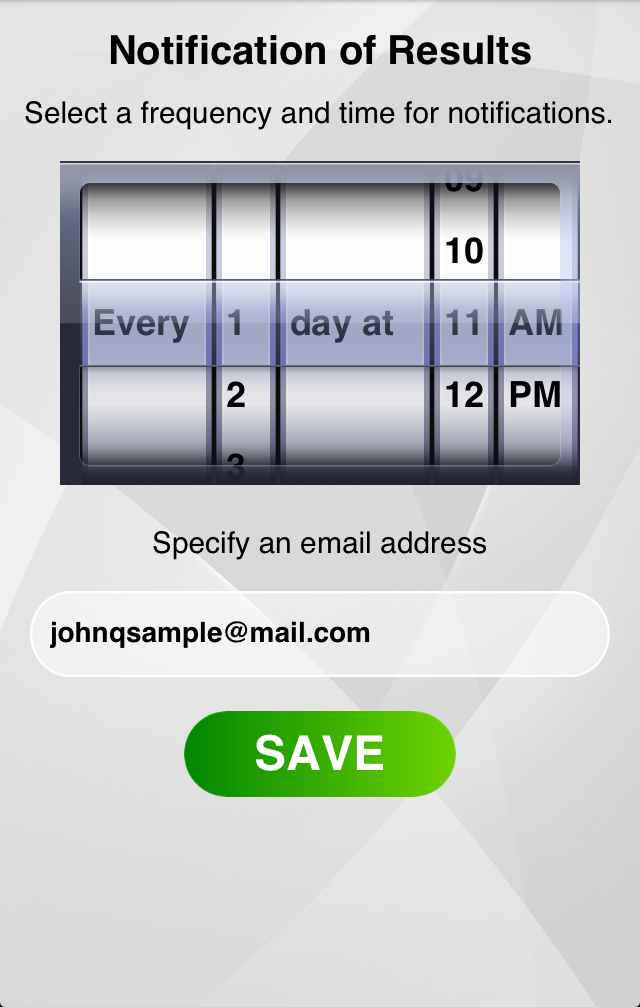 Notification of Results
Select a frequency and time for notifications.
09
10
Every 1 day at 11 AM
2 12 PM
3
Specify an email address
johnqsample@mail.com
SAVE